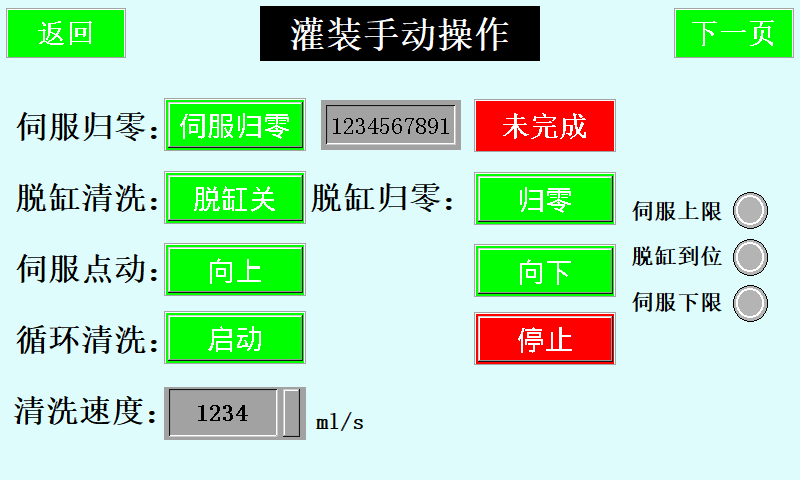 返回 灌装手动操作 下一页
伺服归零： 伺服归零 1234567891 未完成
脱缸清洗： 脱缸关 脱缸归零： 归零
伺服上限
伺服点动： 向上 向下
脱缸到位
伺服下限
循环清洗： 启动 停止
清洗速度： 1234 ml/s